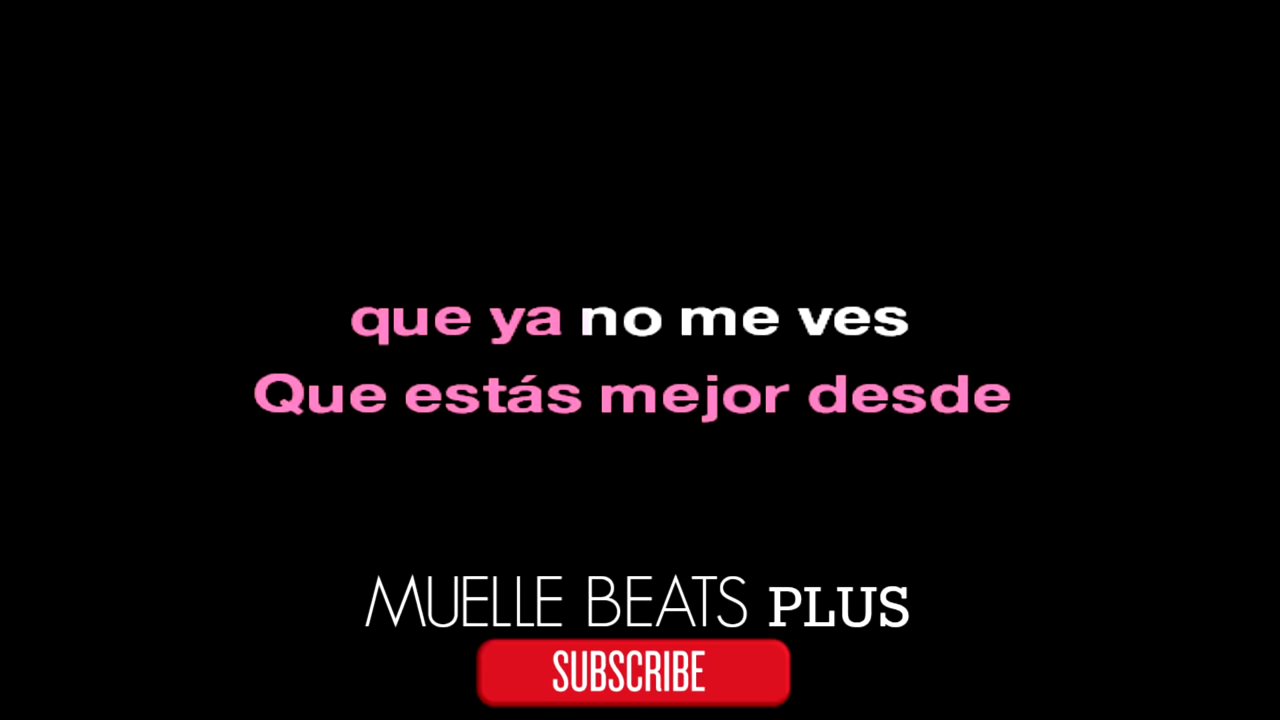 que ya no me ves
Que estás mejor desde
MUELLE BEATS PLUS
SUBSCRIBE